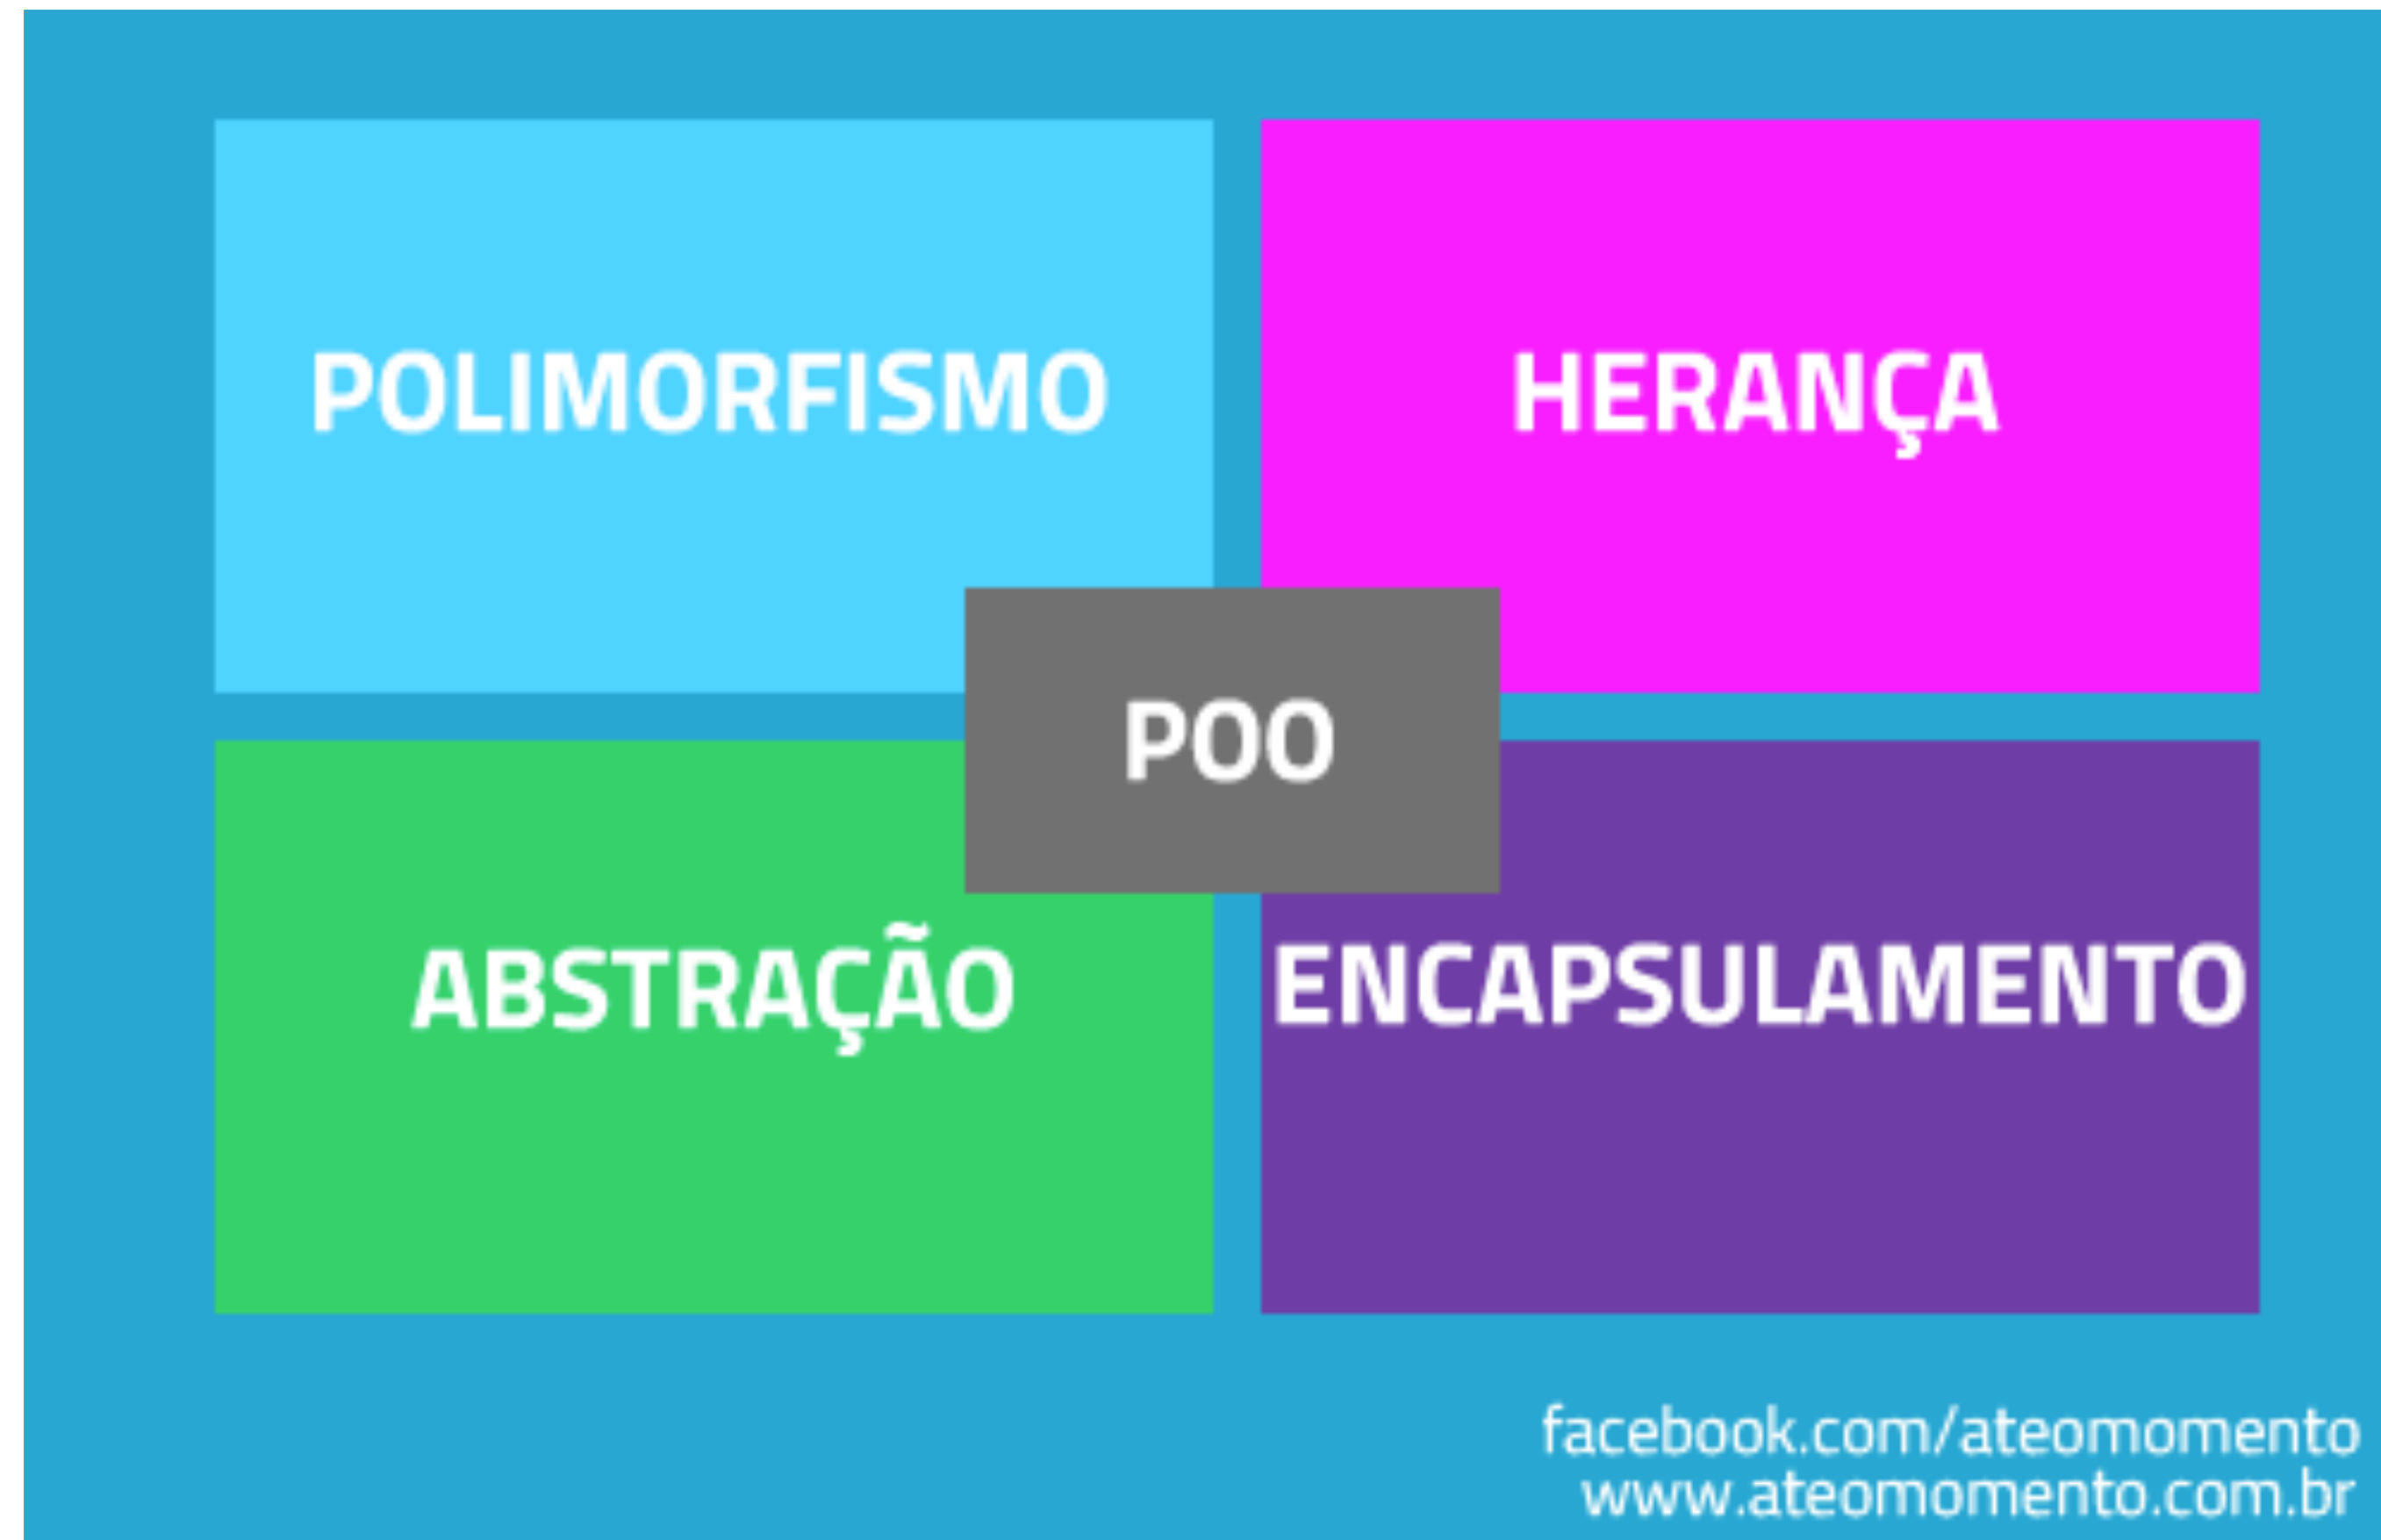 POLIMORFISMO
HERANÇA
POO
ABSTRAÇÃO
ENCAPSULAMENTO
facebook.com/ateomomento
www.ateomomento.com.br